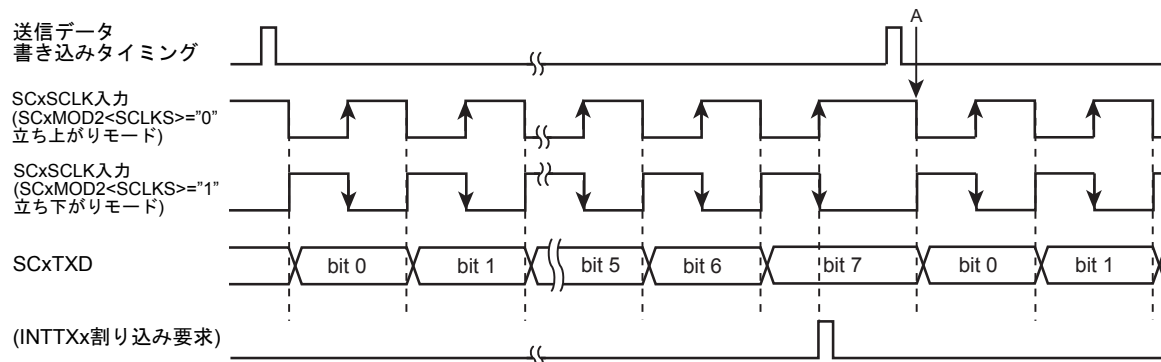 送信データ
書き込みタイミング
A
SCxSCLK入力
(SCxMOD2<SCLKS>="0"
立ち上がりモード)
SCxSCLK入力
(SCxMOD2<SCLKS>="1"
立ち下がりモード)
SCxTXD
bit 0
bit 1
bit 5
bit 6
bit 7
bit 0
bit 1
(INTTXx割り込み要求)